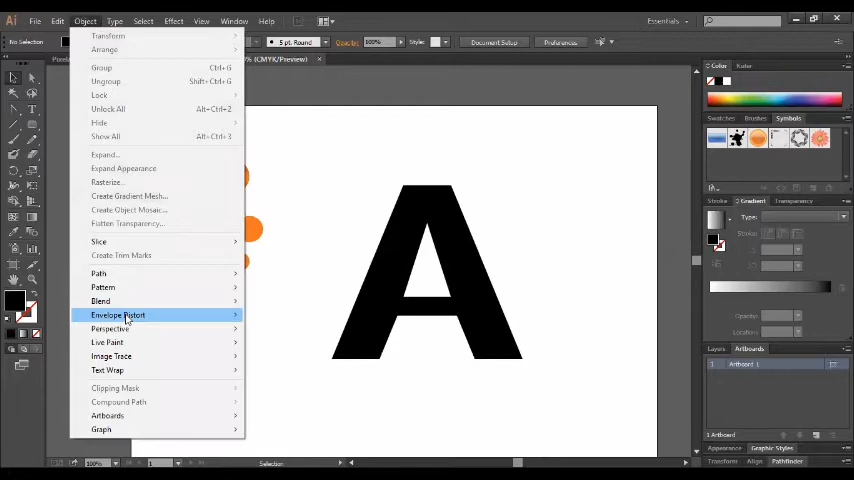 Ai File Edit Object Type Select Effect View Window Help Essentials
No Selection 5 pt. Round Opacity: 100% Style: Document Setup Preferences
(CMYK/Preview) ×
Transform
Arrange
Group Ctrl+G
Ungroup Shift+Ctrl+G
Lock
Unlock All Alt+Ctrl+2
Hide
Show All Alt+Ctrl+3
Expand...
Expand Appearance
Rasterize...
Create Gradient Mesh...
Create Object Mosaic...
Flatten Transparency...
Slice
Create Trim Marks
Path
Pattern
Blend
Envelope Distort
Perspective
Live Paint
Image Trace
Text Wrap
Clipping Mask
Compound Path
Artboards
Graph
A
Color Kuler
Swatches Brushes Symbols
Stroke Gradient Transparency
Type:
Stroke:
Opacity:
Location:
Layers Artboards
1 Artboard 1
1 Artboard
Appearance Graphic Styles
Transform Align Pathfinder
100% 1 Selection